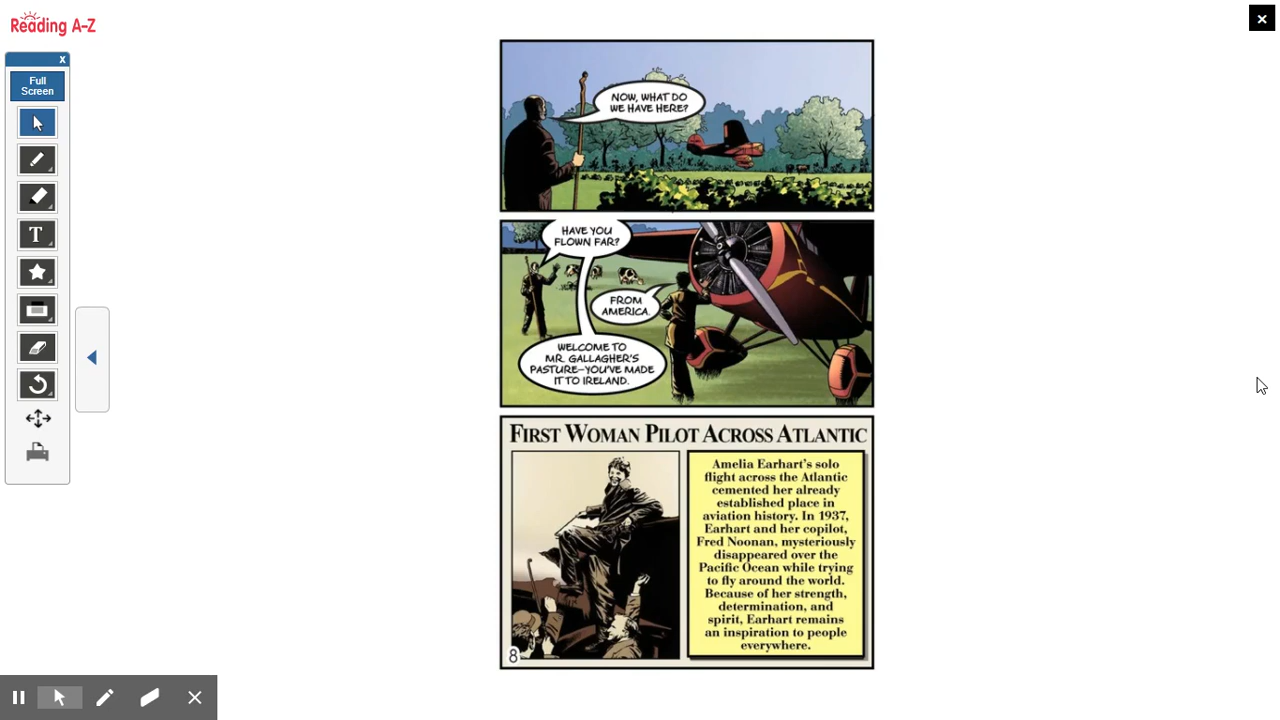 Reading A-Z
x
Full
Screen
T
NOW, WHAT DO
WE HAVE HERE?
HAVE YOU
FLOWN FAR?
FROM
AMERICA.
WELCOME TO
MR. GALLAGHER'S
PASTURE—YOU'VE MADE
IT TO IRELAND.
FIRST WOMAN PILOT ACROSS ATLANTIC
Amelia Earhart's solo
flight across the Atlantic
cemented her already
established place in
aviation history. In 1937,
Earhart and her copilot,
Fred Noonan, mysteriously
disappeared over the
Pacific Ocean while trying
to fly around the world.
Because of her strength,
determination, and
spirit, Earhart remains
an inspiration to people
everywhere.
8